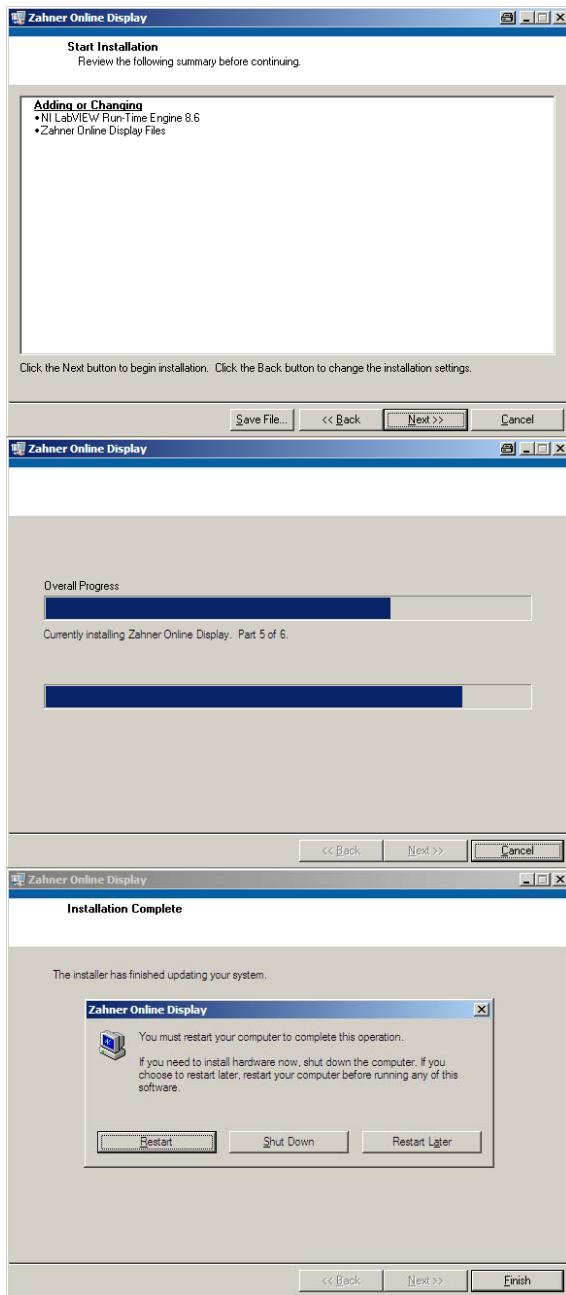 Zahner Online Display
Start Installation
Review the following summary before continuing.
Adding or Changing
•NI LabVIEW Run-Time Engine 8.6
•Zahner Online Display Files
Click the Next button to begin installation. Click the Back button to change the installation settings.
Save File... << Back Next >> Cancel
Zahner Online Display
Overall Progress
Currently installing Zahner Online Display. Part 5 of 6.
<< Back Next >> Cancel
Zahner Online Display
Installation Complete
The installer has finished updating your system.
Zahner Online Display
You must restart your computer to complete this operation.
If you need to install hardware now, shut down the computer. If you
choose to restart later, restart your computer before running any of this
software.
Restart Shut Down Restart Later
<< Back Next >> Finish